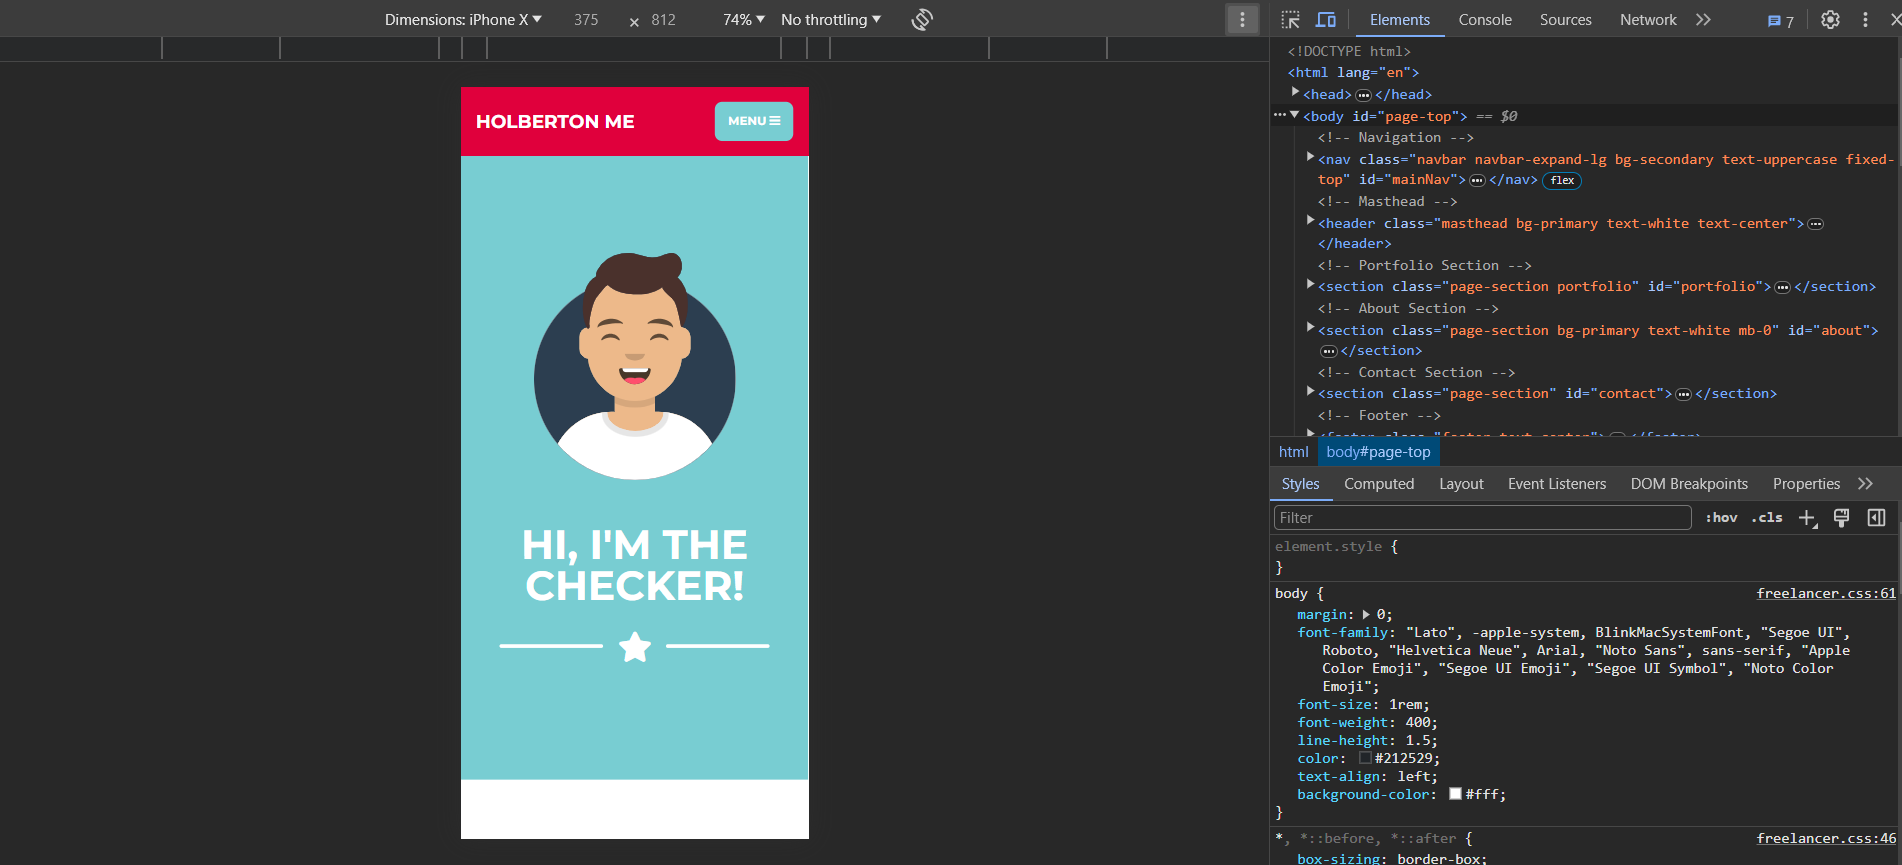 Dimensions: iPhone X ▼ 375 × 812 74% ▼ No throttling ▼
Elements Console Sources Network 7
HOLBERTON ME MENU
HI, I'M THE
CHECKER!
<!DOCTYPE html>
<html lang="en">
<head> </head>
<body id="page-top"> == $0
<!-- Navigation -->
<nav class="navbar navbar-expand-lg bg-secondary text-uppercase fixed-
top" id="mainNav"> </nav> flex
<!-- Masthead -->
<header class="masthead bg-primary text-white text-center">
</header>
<!-- Portfolio Section -->
<section class="page-section portfolio" id="portfolio"> </section>
<!-- About Section -->
<section class="page-section bg-primary text-white mb-0" id="about">
</section>
<!-- Contact Section -->
<section class="page-section" id="contact"> </section>
<!-- Footer -->
<footer class="footer text-center"> </footer>
html body#page-top
Styles Computed Layout Event Listeners DOM Breakpoints Properties
Filter :hov .cls
element.style {
}
body { freelancer.css:61
margin: 0;
font-family: "Lato", -apple-system, BlinkMacSystemFont, "Segoe UI",
Roboto, "Helvetica Neue", Arial, "Noto Sans", sans-serif, "Apple
Color Emoji", "Segoe UI Emoji", "Segoe UI Symbol", "Noto Color
Emoji";
font-size: 1rem;
font-weight: 400;
line-height: 1.5;
color: #212529;
text-align: left;
background-color: #fff;
}
*, *::before, *::after { freelancer.css:46
box-sizing: border-box;